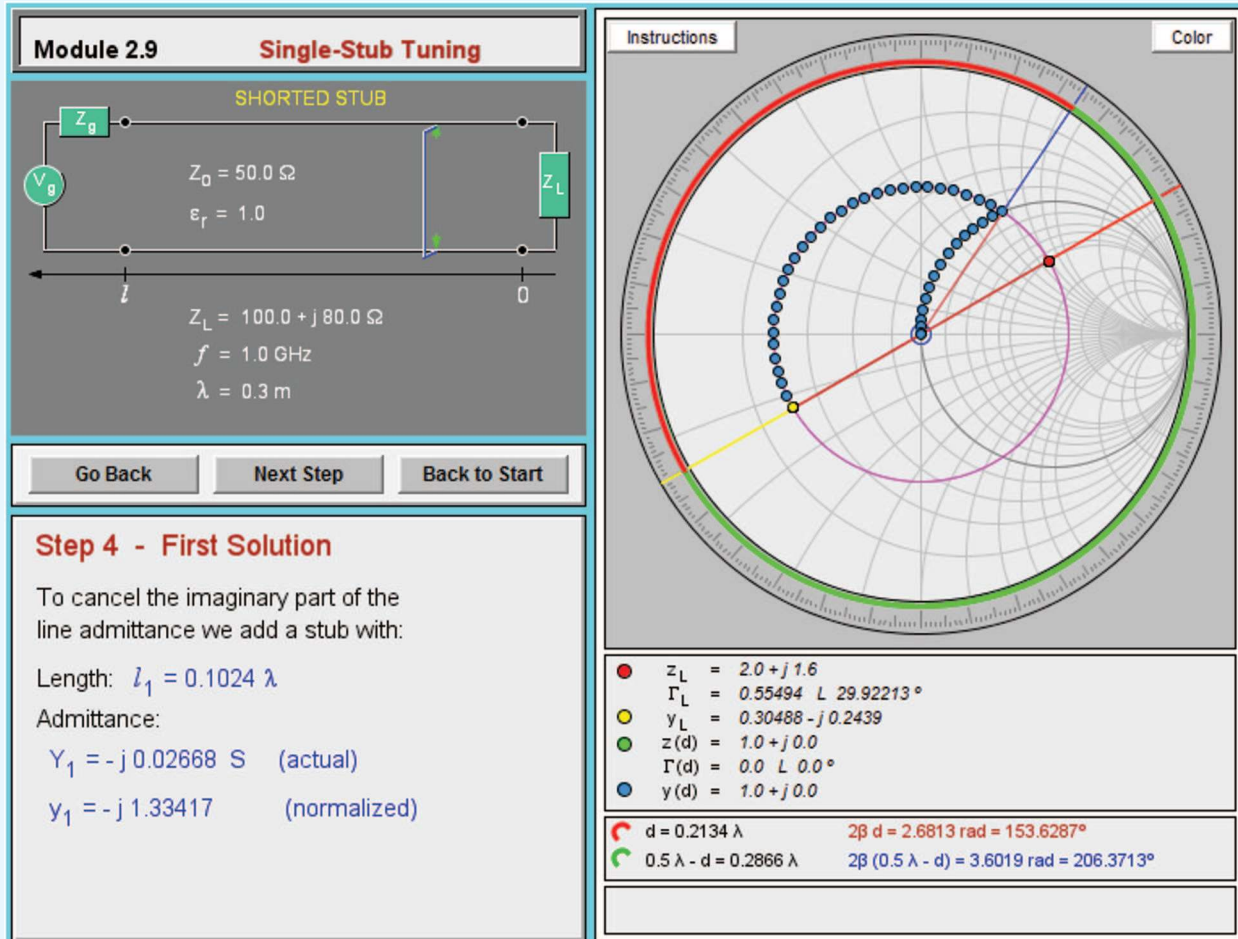 Module 2.9 Single-Stub Tuning
SHORTED STUB
Zg
Vg
Z0 = 50.0 Ω
εr = 1.0
ZL
l
0
ZL = 100.0 + j 80.0 Ω
f = 1.0 GHz
λ = 0.3 m
Go Back Next Step Back to Start
Step 4 - First Solution
To cancel the imaginary part of the
line admittance we add a stub with:
Length: l1 = 0.1024 λ
Admittance:
Y1 = - j 0.02668 S (actual)
y1 = - j 1.33417 (normalized)
Instructions
Color
zL = 2.0 + j 1.6
ΓL = 0.55494 L 29.92213 º
yL = 0.30488 - j 0.2439
z(d) = 1.0 + j 0.0
Γ(d) = 0.0 L 0.0 º
y(d) = 1.0 + j 0.0
d = 0.2134 λ 2β d = 2.6813 rad = 153.6287º
0.5 λ - d = 0.2866 λ 2β (0.5 λ - d) = 3.6019 rad = 206.3713º